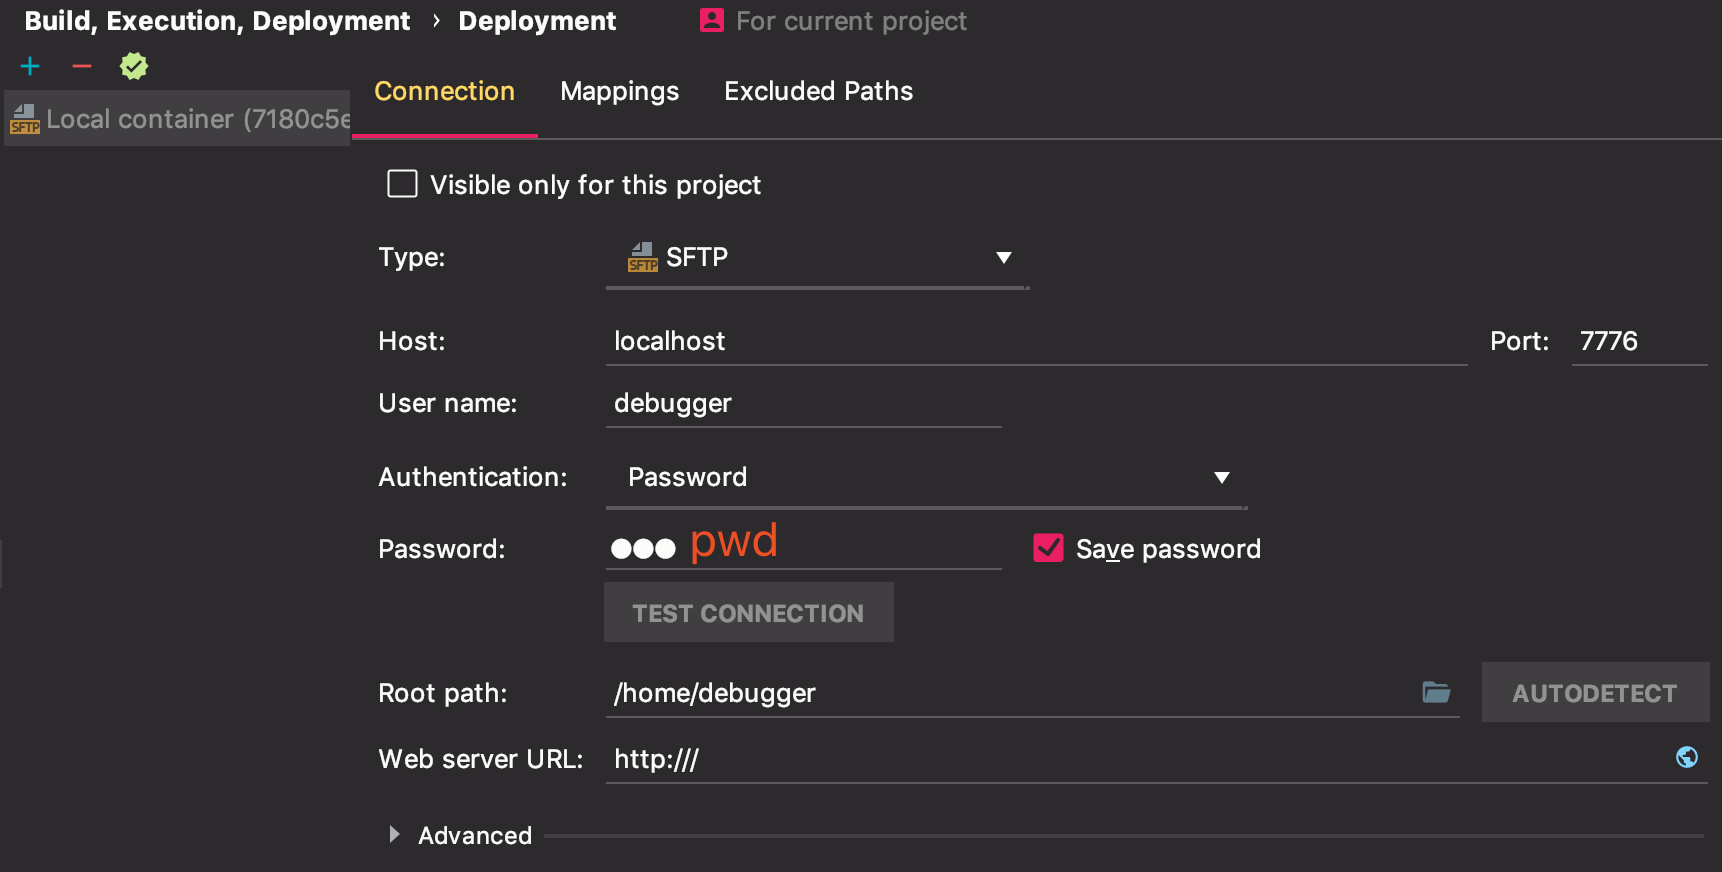 Build, Execution, Deployment › Deployment For current project
SFTP Local container (7180c5e
Connection Mappings Excluded Paths
Visible only for this project
Type: SFTP SFTP
Host: localhost Port: 7776
User name: debugger
Authentication: Password
Password: ●●● pwd Save password
TEST CONNECTION
Root path: /home/debugger AUTODETECT
Web server URL: http:///
Advanced